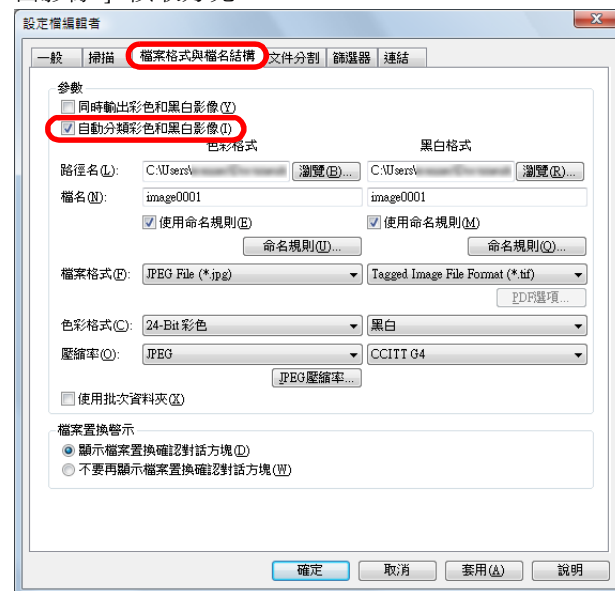 設定檔編輯者
一般 掃描 檔案格式與檔名結構 文件分割 篩選器 連結
參數
同時輸出彩色和黑白影像(Y)
自動分類彩色和黑白影像(I)
色彩格式 黑白格式
路徑名(L): C:\Users\ 瀏覽(B)... C:\Users\ 瀏覽(R)...
檔名(N): image0001 image0001
使用命名規則(E) 使用命名規則(M)
命名規則(U)... 命名規則(Q)...
檔案格式(F): JPEG File (*.jpg) Tagged Image File Format (*.tif)
PDF選項...
色彩格式(C): 24-Bit 彩色 黑白
壓縮率(O): JPEG CCITT G4
JPEG壓縮率...
使用批次資料夾(X)
檔案置換警示
顯示檔案置換確認對話方塊(D)
不要再顯示檔案置換確認對話方塊(W)
確定 取消 套用(A) 說明